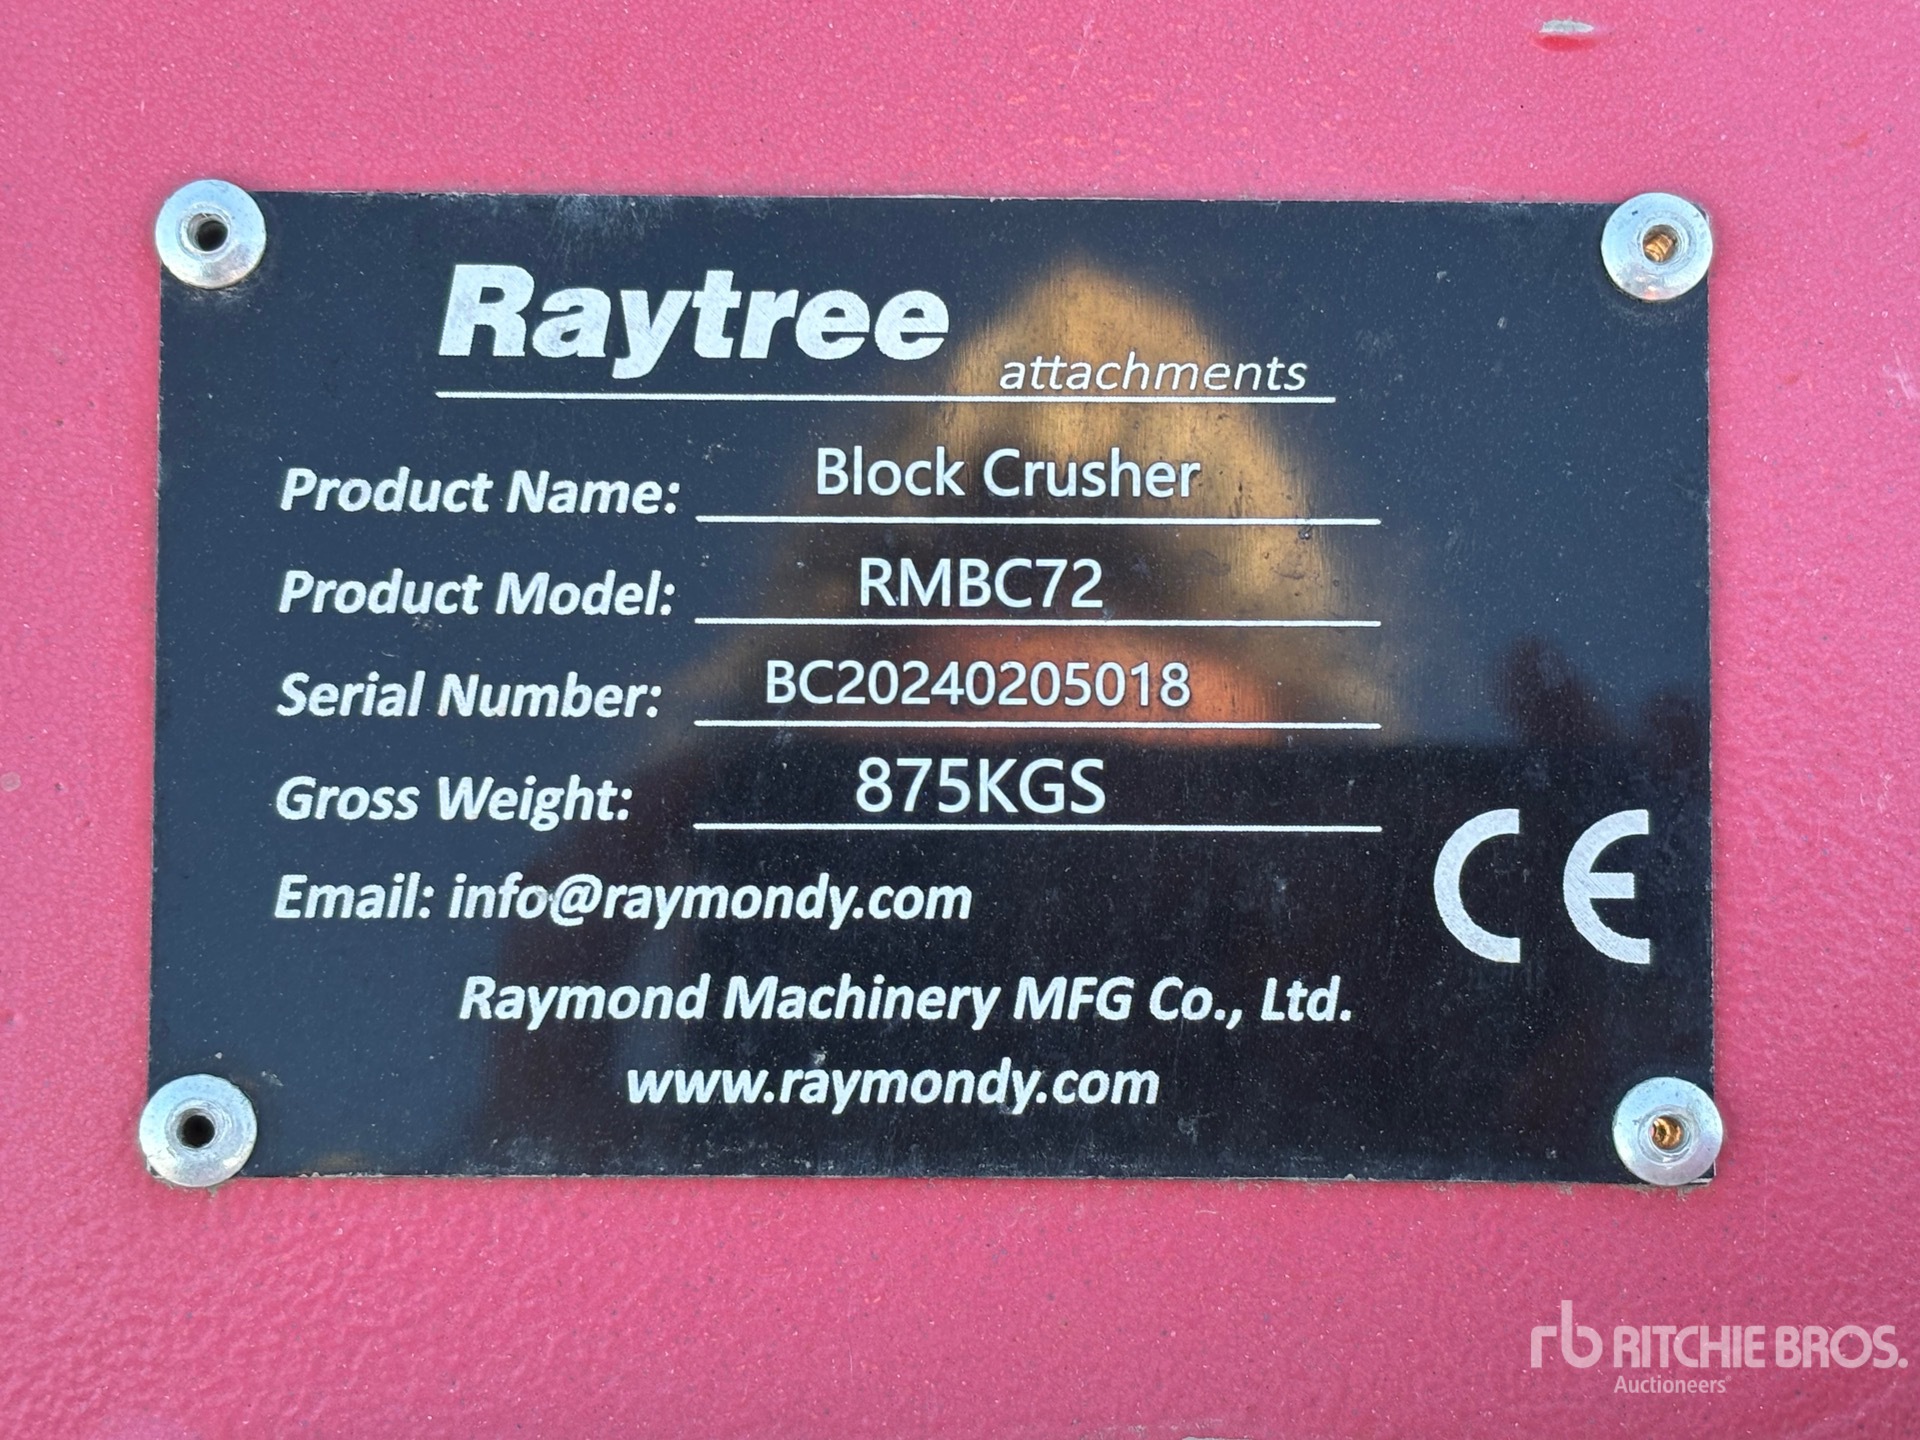 Raytree
attachments
Product Name: Block Crusher
Product Model: RMBC72
Serial Number: BC20240205018
Gross Weight: 875KGS
Email: info@raymondy.com
CE
Raymond Machinery MFG Co., Ltd.
www.raymondy.com
rb RITCHIE BROS.
Auctioneers